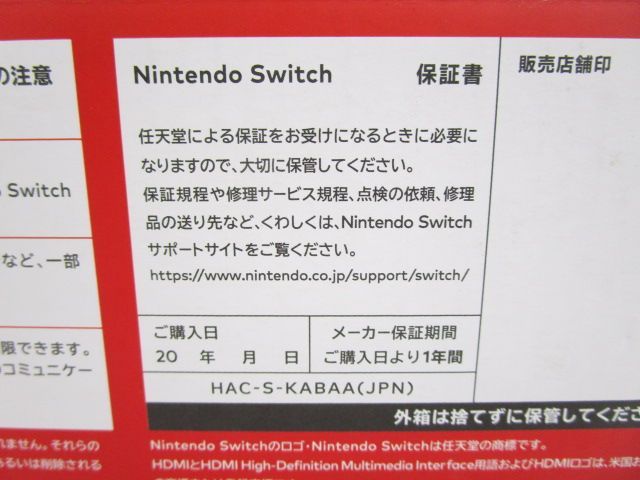 の注意
Switch
など、一部
限できます。
コミュニケー
Nintendo Switch 保証書
任天堂による保証をお受けになるときに必要に
なりますので、大切に保管してください。
保証規程や修理サービス規程、点検の依頼、修理
品の送り先など、くわしくは、Nintendo Switch
サポートサイトをご覧ください。
https://www.nintendo.co.jp/support/switch/
ご購入日
20 年 月 日
メーカー保証期間
ご購入日より1年間
HAC-S-KABAA(JPN)
販売店舗印
外箱は捨てずに保管してくださ
れません。それらの
あるいは削除される
Nintendo Switchのロゴ・Nintendo Switchは任天堂の商標です。
HDMIとHDMI High-Definition Multimedia Interface用語およびHDMIロゴは、米国お